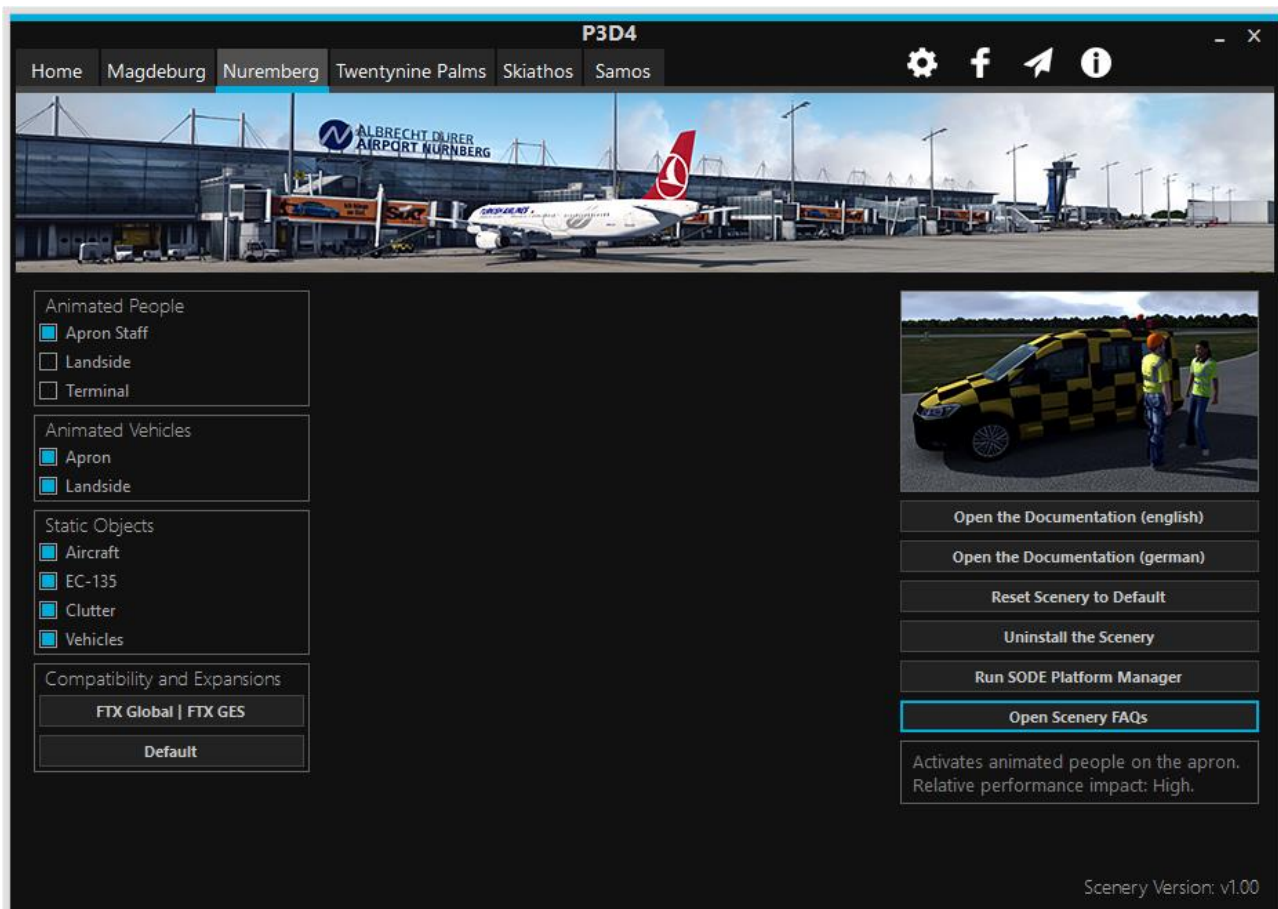 P3D4
Home Magdeburg Nuremberg Twentynine Palms Skiathos Samos
ALBRECHT DÜRER
AIRPORT NÜRNBERG
SIXT
TURKISH AIRLINES
Animated People
Apron Staff
Landside
Terminal
Animated Vehicles
Apron
Landside
Static Objects
Aircraft
EC-135
Clutter
Vehicles
Compatibility and Expansions
FTX Global | FTX GES
Default
Open the Documentation (english)
Open the Documentation (german)
Reset Scenery to Default
Uninstall the Scenery
Run SODE Platform Manager
Open Scenery FAQs
Activates animated people on the apron.
Relative performance impact: High.
Scenery Version: v1.00